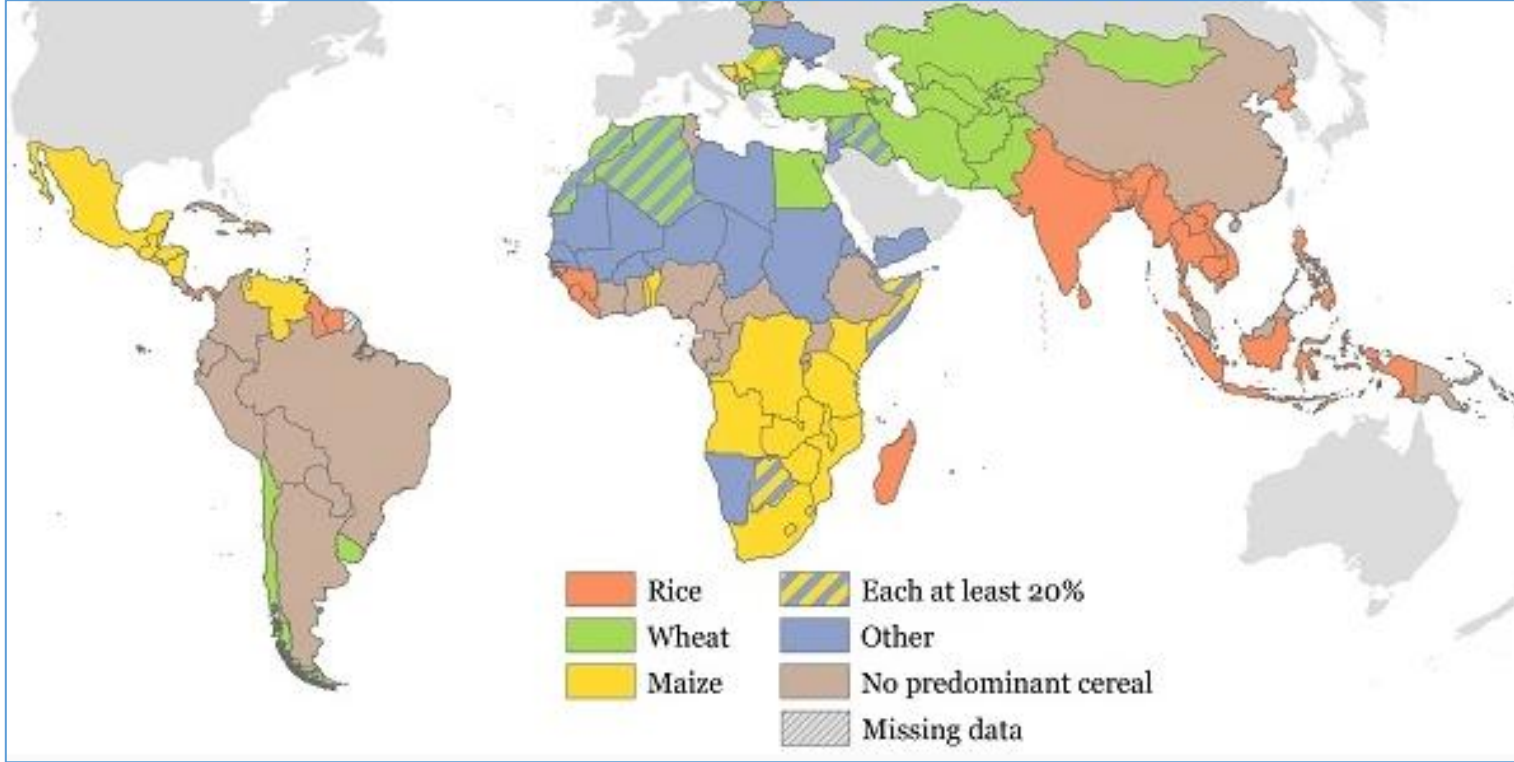 Rice
Wheat
Maize
Each at least 20%
Other
No predominant cereal
Missing data